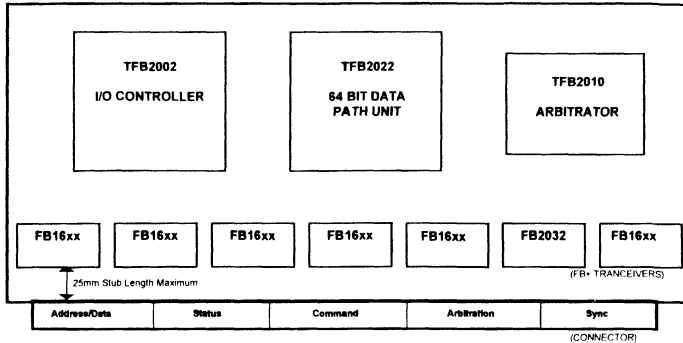 TFB2002
I/O CONTROLLER
TFB2022
64 BIT DATA
PATH UNIT
TFB2010
ARBITRATOR
FB16xx
FB16xx
FB16xx
FB16xx
FB16xx
FB2032
FB16xx
(FB+ TRANCEIVERS)
25mm Stub Length Maximum
Address/Data
Status
Command
Arbitration
Sync
(CONNECTOR)